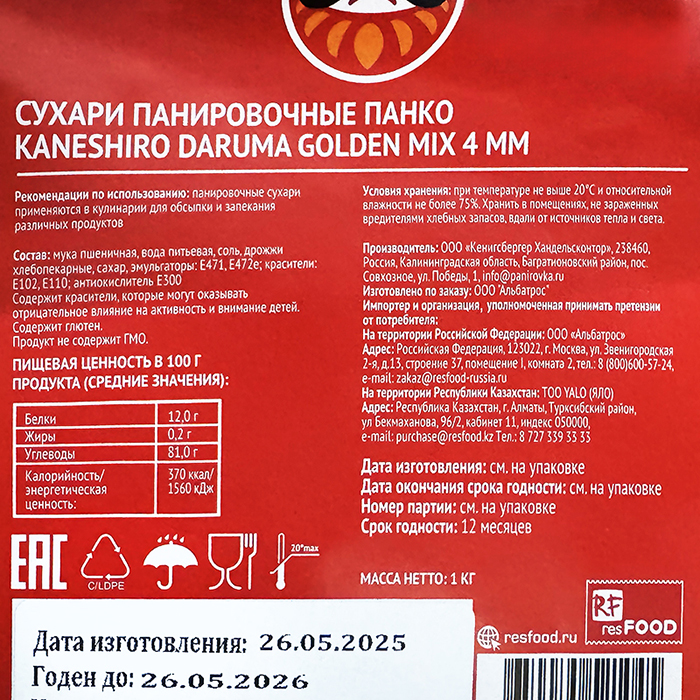 СУХАРИ ПАНИРОВОЧНЫЕ ПАНКО
KANESHIRO DARUMA GOLDEN MIX 4 ММ
Рекомендации по использованию: панировочные сухари
применяются в кулинарии для обсыпки и запекания
различных продуктов
Состав: мука пшеничная, вода питьевая, соль, дрожжи
хлебопекарные, сахар, эмульгаторы: Е471, Е472е; красители:
Е102, Е110; антиокислитель Е300
Содержит красители, которые могут оказывать
отрицательное влияние на активность и внимание детей.
Содержит глютен.
Продукт не содержит ГМО.
ПИЩЕВАЯ ЦЕННОСТЬ В 100 Г
ПРОДУКТА (СРЕДНИЕ ЗНАЧЕНИЯ):
Белки 12,0 г
Жиры 0,2 г
Углеводы 81,0 г
Калорийность/ 370 ккал/
энергетическая 1560 кДж
ценность:
EAC
C/LDPE
20°max
Условия хранения: при температуре не выше 20°С и относительной
влажности не более 75%. Хранить в помещениях, не зараженных
вредителями хлебных запасов, вдали от источников тепла и света.
Производитель: ООО «Кенигсбергер Хандельсконтор», 238460,
Россия, Калининградская область, Багратионовский район, пос.
Совхозное, ул. Победы, 1, info@panirovka.ru
Изготовлено по заказу: ООО "Альбатрос"
Импортер и организация, уполномоченная принимать претензии
от потребителя:
На территории Российской Федерации: ООО «Альбатрос»
Адрес: Российская Федерация, 123022, г. Москва, ул. Звенигородская
2-я, д.13, строение 37, помещение I, комната 2, тел.: 8 (800)600-57-24,
e-mail: zakaz@resfood-russia.ru
На территории Республики Казахстан: ТОО YALO (ЯЛО)
Адрес: Республика Казахстан, г. Алматы, Турксибский район,
ул Бекмаханова, 96/2, кабинет 11, индекс 050000,
e-mail: purchase@resfood.kz Тел.: 8 727 339 33 33
Дата изготовления: см. на упаковке
Дата окончания срока годности: см. на упаковке
Номер партии: см. на упаковке
Срок годности: 12 месяцев
МАССА НЕТТО: 1 КГ
resfood.ru
RF
resFOOD
Дата изготовления: 26.05.2025
Годен до: 26.05.2026